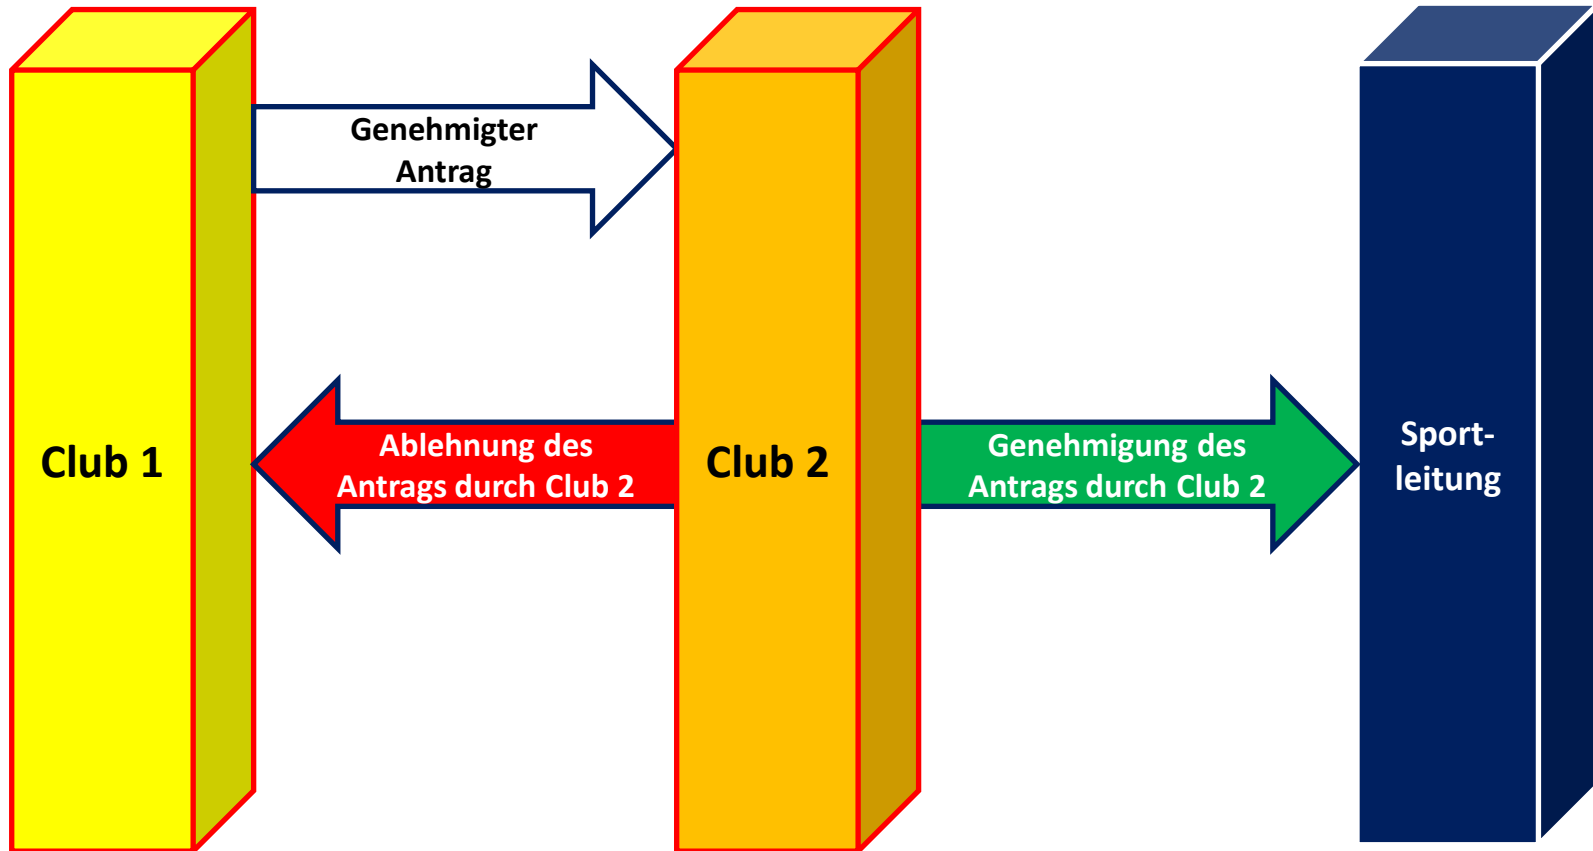 Genehmigter
Antrag
Club 1
Ablehnung des
Antrags durch Club 2
Club 2
Genehmigung des
Antrags durch Club 2
Sport-
leitung